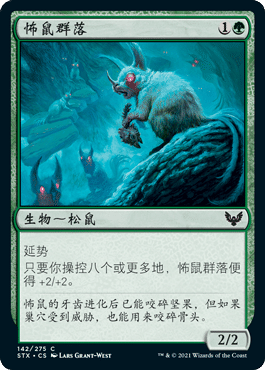 怖鼠群落 1
生物～松鼠
延势
只要你操控八个或更多地，怖鼠群落便
得 +2/+2。
怖鼠的牙齿进化后已能咬碎坚果，但如果
巢穴受到威胁，也能用来咬碎骨头。
2/2
142/275 C
STX • CS LARS GRANT-WEST
™ & © 2021 Wizards of the Coast